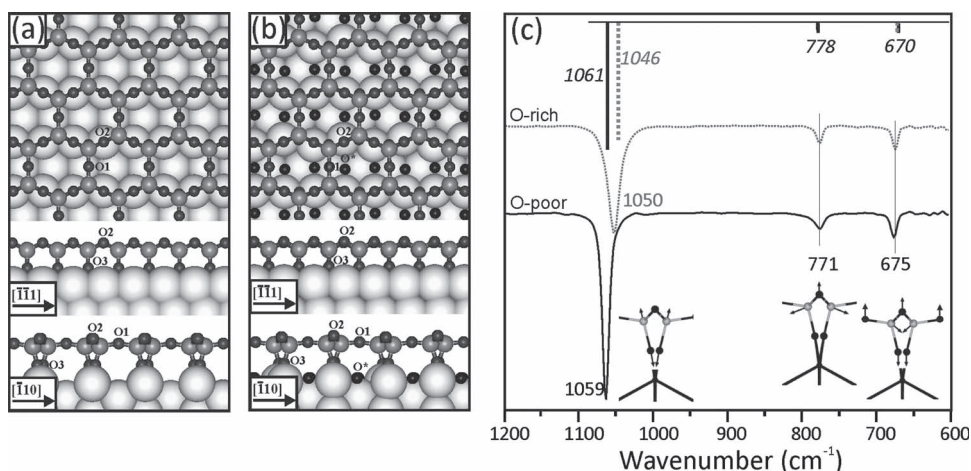 (a)
O2
O1
O2
O3
[1̅1̅1]
O2
O1
O3
[1̅10]
(b)
O2
O1
O*
O2
O3
[1̅1̅1]
O2
O1
O3
O*
[1̅10]
(c)
1061
1046
778
670
O-rich
1050
O-poor
771
675
1059
1200
1100
1000
900
800
700
600
Wavenumber (cm⁻¹)